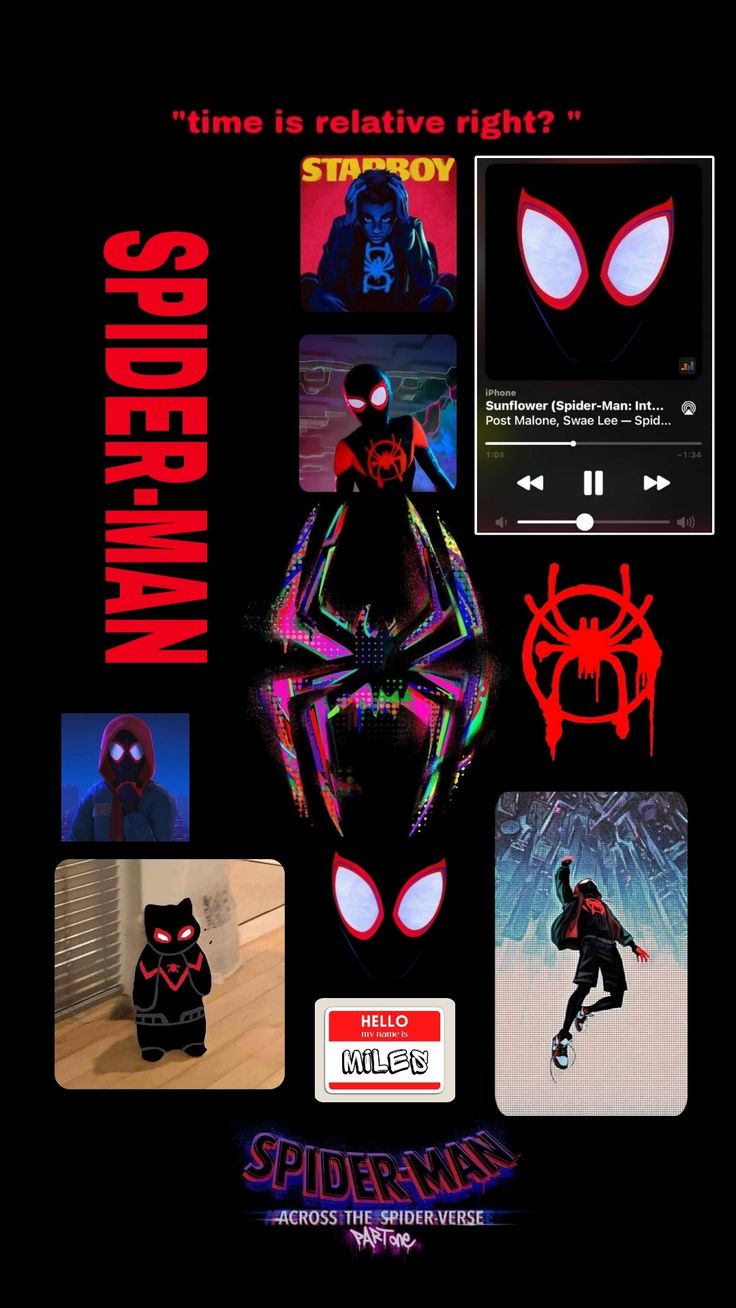 "time is relative right? "
STARBOY
SPIDER-MAN
iPhone
Sunflower (Spider-Man: Int...
Post Malone, Swae Lee — Spid...
1:04
−1:34
HELLO
my name is
MILES
SPIDER-MAN
ACROSS THE SPIDER-VERSE
PART one